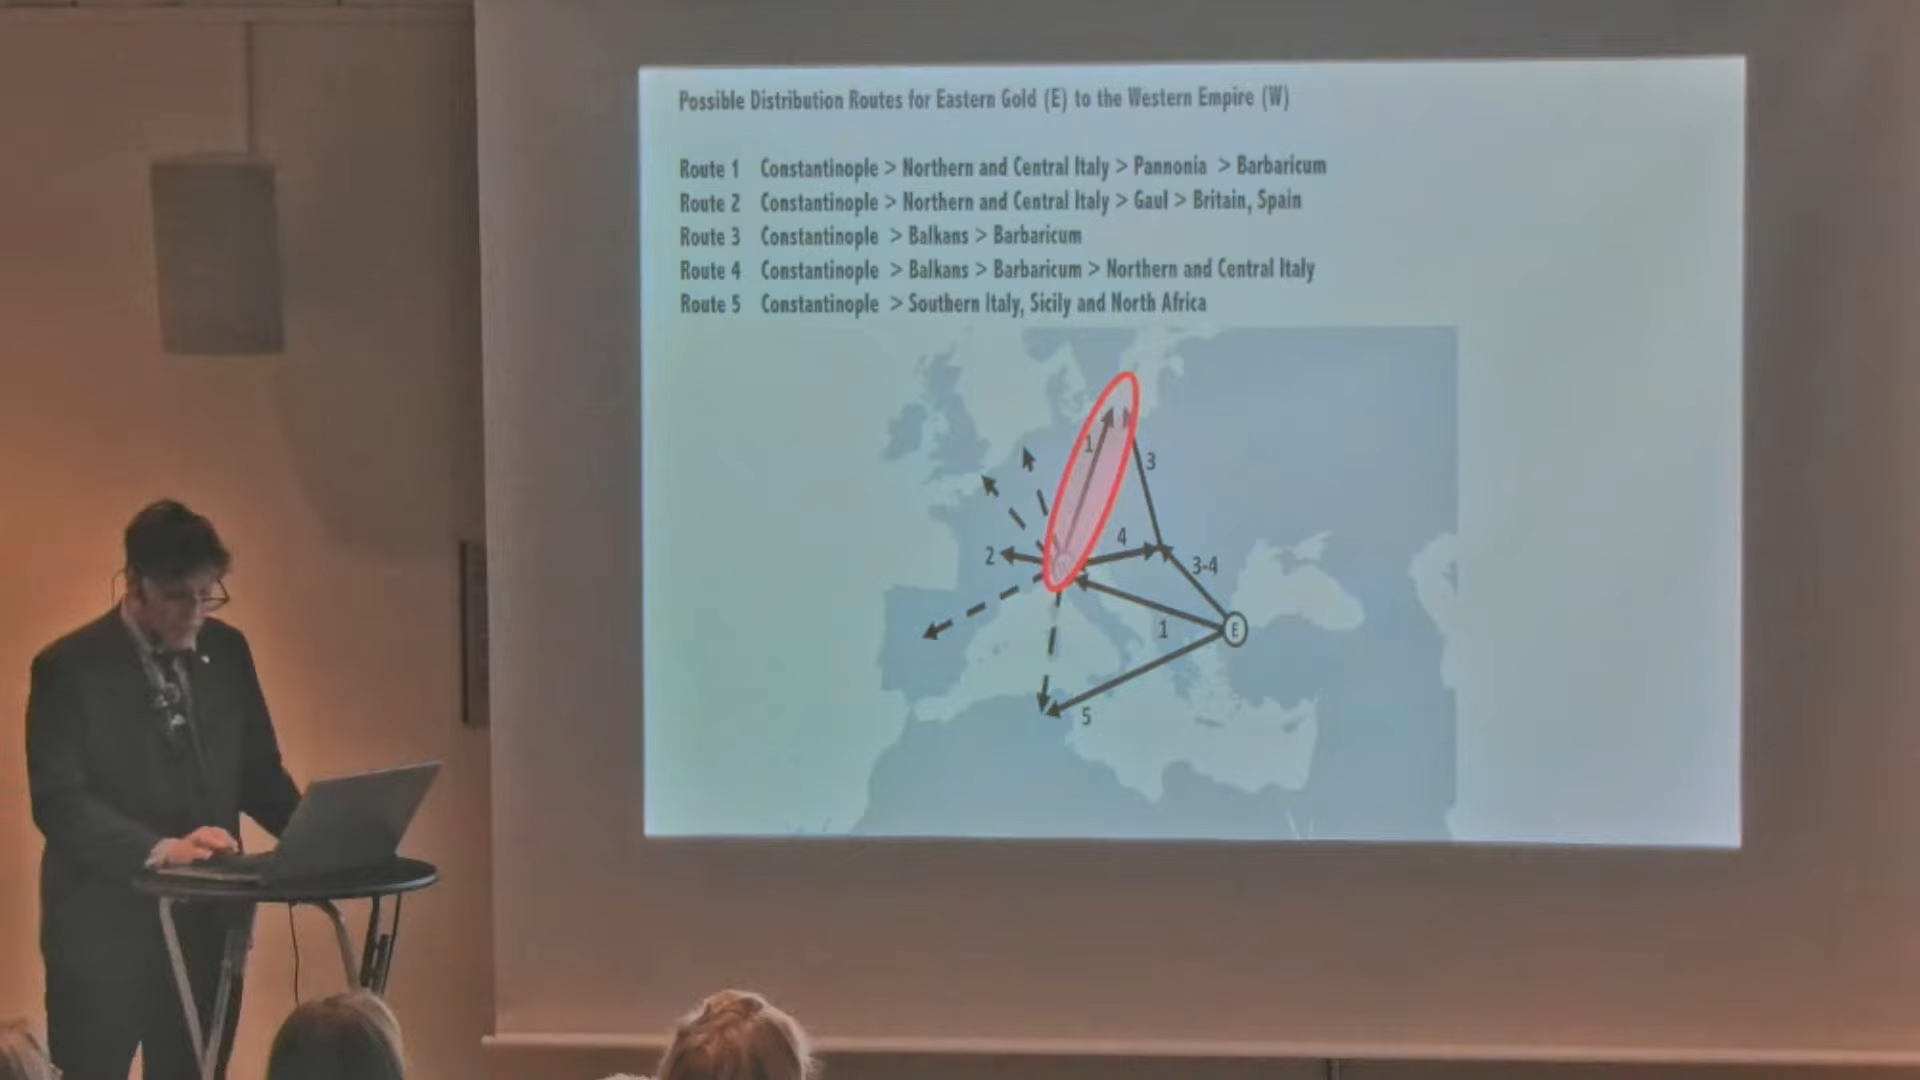 Possible Distribution Routes for Eastern Gold (E) to the Western Empire (W)
Route 1 Constantinople > Northern and Central Italy > Pannonia > Barbaricum
Route 2 Constantinople > Northern and Central Italy > Gaul > Britain, Spain
Route 3 Constantinople > Balkans > Barbaricum
Route 4 Constantinople > Balkans > Barbaricum > Northern and Central Italy
Route 5 Constantinople > Southern Italy, Sicily and North Africa
1
3
4
2
3-4
1
E
5